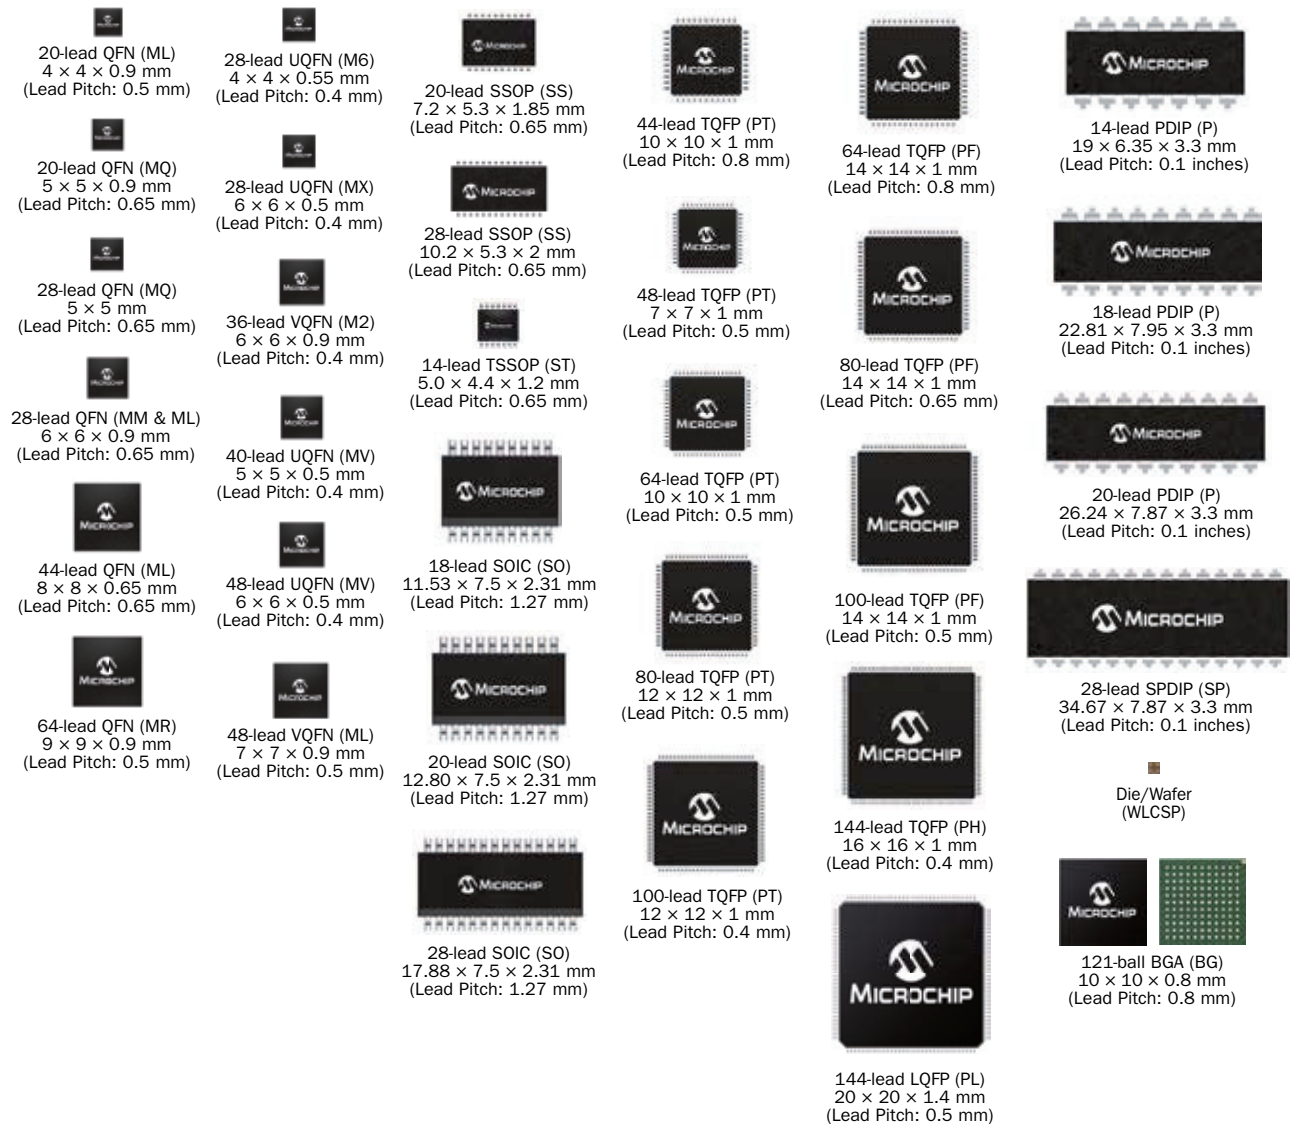 20-lead QFN (ML)
4 × 4 × 0.9 mm
(Lead Pitch: 0.5 mm)
20-lead QFN (MQ)
5 × 5 × 0.9 mm
(Lead Pitch: 0.65 mm)
28-lead QFN (MQ)
5 × 5 mm
(Lead Pitch: 0.65 mm)
28-lead QFN (MM & ML)
6 × 6 × 0.9 mm
(Lead Pitch: 0.65 mm)
MICROCHIP
44-lead QFN (ML)
8 × 8 × 0.65 mm
(Lead Pitch: 0.65 mm)
MICROCHIP
64-lead QFN (MR)
9 × 9 × 0.9 mm
(Lead Pitch: 0.5 mm)
28-lead UQFN (M6)
4 × 4 × 0.55 mm
(Lead Pitch: 0.4 mm)
28-lead UQFN (MX)
6 × 6 × 0.5 mm
(Lead Pitch: 0.4 mm)
MICROCHIP
36-lead VQFN (M2)
6 × 6 × 0.9 mm
(Lead Pitch: 0.4 mm)
MICROCHIP
40-lead UQFN (MV)
5 × 5 × 0.5 mm
(Lead Pitch: 0.4 mm)
MICROCHIP
48-lead UQFN (MV)
6 × 6 × 0.5 mm
(Lead Pitch: 0.4 mm)
MICROCHIP
48-lead VQFN (ML)
7 × 7 × 0.9 mm
(Lead Pitch: 0.5 mm)
MICROCHIP
20-lead SSOP (SS)
7.2 × 5.3 × 1.85 mm
(Lead Pitch: 0.65 mm)
MICROCHIP
28-lead SSOP (SS)
10.2 × 5.3 × 2 mm
(Lead Pitch: 0.65 mm)
14-lead TSSOP (ST)
5.0 × 4.4 × 1.2 mm
(Lead Pitch: 0.65 mm)
MICROCHIP
18-lead SOIC (SO)
11.53 × 7.5 × 2.31 mm
(Lead Pitch: 1.27 mm)
MICROCHIP
20-lead SOIC (SO)
12.80 × 7.5 × 2.31 mm
(Lead Pitch: 1.27 mm)
MICROCHIP
28-lead SOIC (SO)
17.88 × 7.5 × 2.31 mm
(Lead Pitch: 1.27 mm)
MICROCHIP
44-lead TQFP (PT)
10 × 10 × 1 mm
(Lead Pitch: 0.8 mm)
MICROCHIP
48-lead TQFP (PT)
7 × 7 × 1 mm
(Lead Pitch: 0.5 mm)
MICROCHIP
64-lead TQFP (PT)
10 × 10 × 1 mm
(Lead Pitch: 0.5 mm)
MICROCHIP
80-lead TQFP (PT)
12 × 12 × 1 mm
(Lead Pitch: 0.5 mm)
MICROCHIP
100-lead TQFP (PT)
12 × 12 × 1 mm
(Lead Pitch: 0.4 mm)
MICROCHIP
64-lead TQFP (PF)
14 × 14 × 1 mm
(Lead Pitch: 0.8 mm)
MICROCHIP
80-lead TQFP (PF)
14 × 14 × 1 mm
(Lead Pitch: 0.65 mm)
MICROCHIP
100-lead TQFP (PF)
14 × 14 × 1 mm
(Lead Pitch: 0.5 mm)
MICROCHIP
144-lead TQFP (PH)
16 × 16 × 1 mm
(Lead Pitch: 0.4 mm)
MICROCHIP
144-lead LQFP (PL)
20 × 20 × 1.4 mm
(Lead Pitch: 0.5 mm)
MICROCHIP
14-lead PDIP (P)
19 × 6.35 × 3.3 mm
(Lead Pitch: 0.1 inches)
MICROCHIP
18-lead PDIP (P)
22.81 × 7.95 × 3.3 mm
(Lead Pitch: 0.1 inches)
MICROCHIP
20-lead PDIP (P)
26.24 × 7.87 × 3.3 mm
(Lead Pitch: 0.1 inches)
MICROCHIP
28-lead SPDIP (SP)
34.67 × 7.87 × 3.3 mm
(Lead Pitch: 0.1 inches)
Die/Wafer
(WLCSP)
MICROCHIP
121-ball BGA (BG)
10 × 10 × 0.8 mm
(Lead Pitch: 0.8 mm)